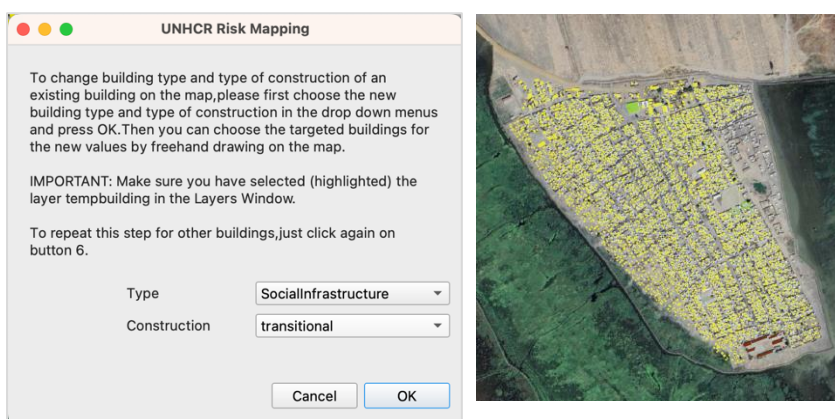 UNHCR Risk Mapping
To change building type and type of construction of an
existing building on the map,please first choose the new
building type and type of construction in the drop down menus
and press OK.Then you can choose the targeted buildings for
the new values by freehand drawing on the map.
IMPORTANT: Make sure you have selected (highlighted) the
layer tempbuilding in the Layers Window.
To repeat this step for other buildings,just click again on
button 6.
Type SocialInfrastructure
Construction transitional
Cancel OK